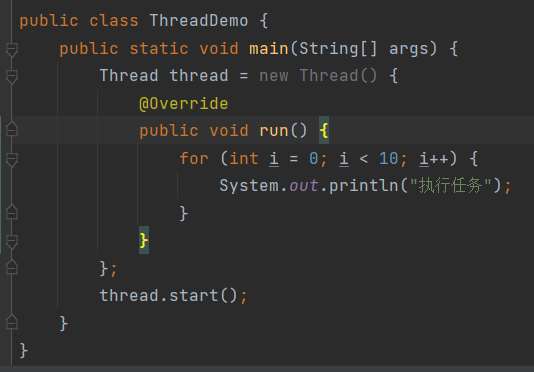 public class ThreadDemo {
    public static void main(String[] args) {
        Thread thread = new Thread() {
            @Override
            public void run() {
                for (int i = 0; i < 10; i++) {
                    System.out.println("执行任务");
                }
            }
        };
        thread.start();
    }
}